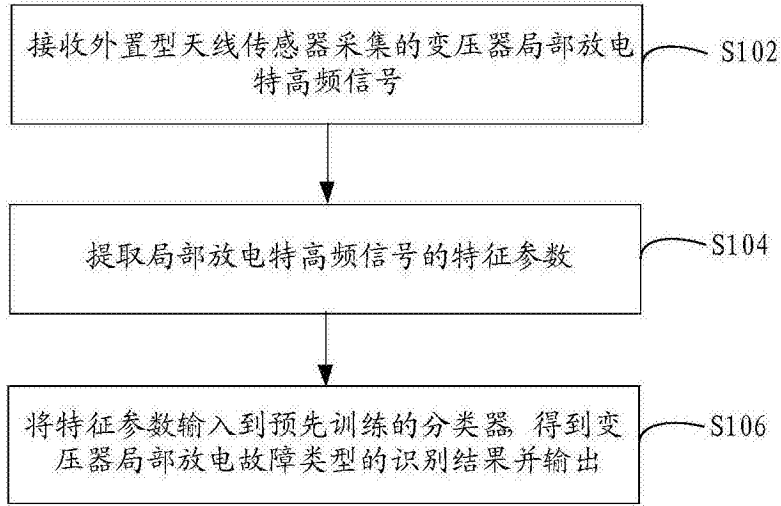 接收外置型天线传感器采集的变压器局部放电
特高频信号
S102
提取局部放电特高频信号的特征参数
S104
将特征参数输入到预先训练的分类器,得到变
压器局部放电故障类型的识别结果并输出
S106